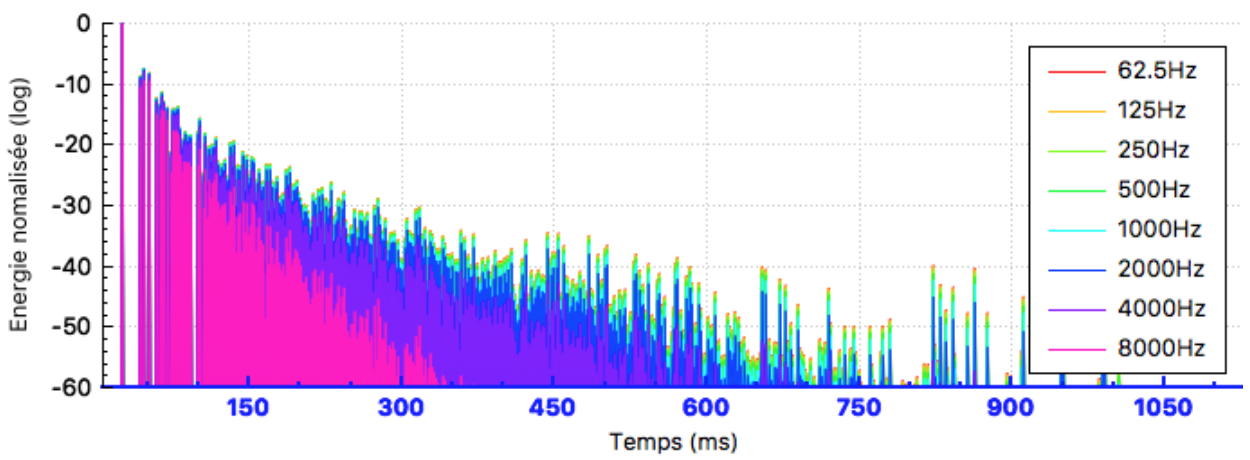 0
-10
-20
-30
-40
-50
-60
Energie nomalisée (log)
150 300 450 600 750 900 1050
Temps (ms)
62.5Hz
125Hz
250Hz
500Hz
1000Hz
2000Hz
4000Hz
8000Hz